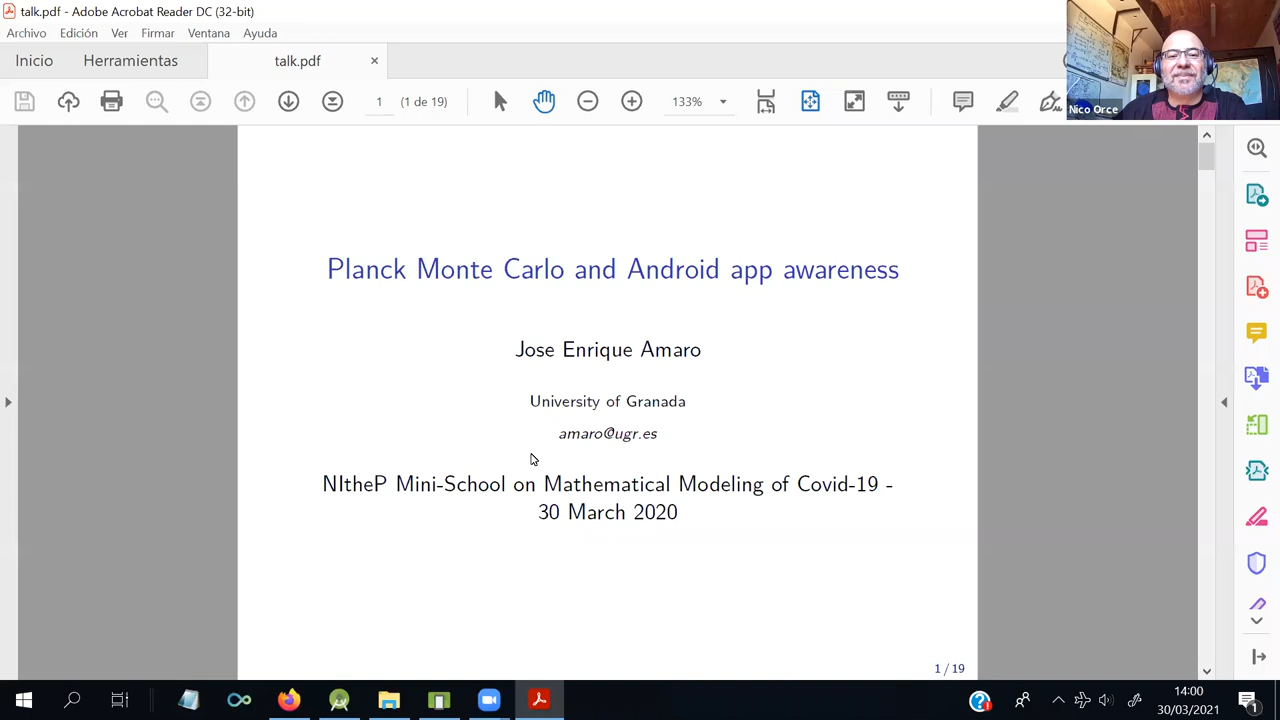 talk.pdf - Adobe Acrobat Reader DC (32-bit)
Archivo Edición Ver Firmar Ventana Ayuda
Inicio Herramientas talk.pdf ×
1 (1 de 19) 133%
Nico Orce
Planck Monte Carlo and Android app awareness
Jose Enrique Amaro
University of Granada
amaro@ugr.es
NItheP Mini-School on Mathematical Modeling of Covid-19 -
30 March 2020
1 / 19
14:00
30/03/2021
1